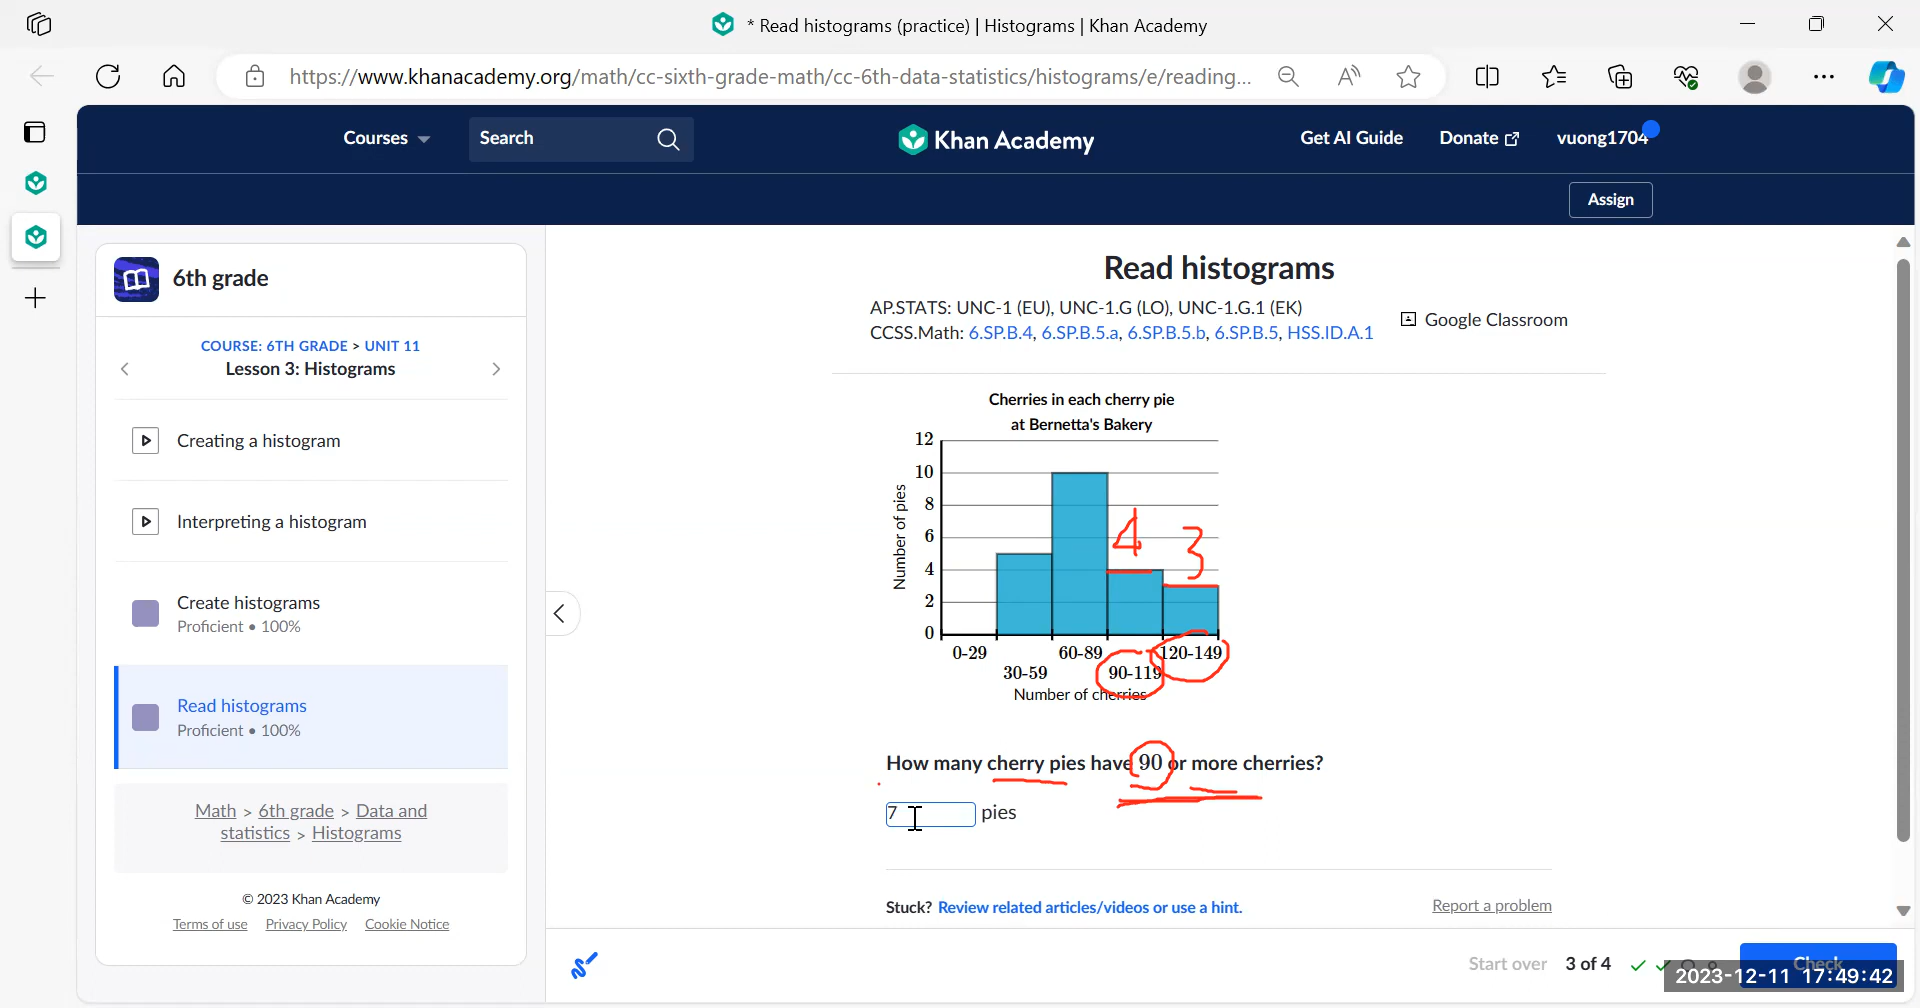 * Read histograms (practice) | Histograms | Khan Academy
https://www.khanacademy.org/math/cc-sixth-grade-math/cc-6th-data-statistics/histograms/e/reading...
Courses
Search
Khan Academy
Get AI Guide
Donate
vuong1704
Assign
6th grade
COURSE: 6TH GRADE > UNIT 11
Lesson 3: Histograms
Creating a histogram
Interpreting a histogram
Create histograms
Proficient • 100%
Read histograms
Proficient • 100%
Math > 6th grade > Data and
statistics > Histograms
© 2023 Khan Academy
Terms of use Privacy Policy Cookie Notice
Read histograms
AP.STATS: UNC-1 (EU), UNC-1.G (LO), UNC-1.G.1 (EK)
CCSS.Math: 6.SP.B.4, 6.SP.B.5.a, 6.SP.B.5.b, 6.SP.B.5, HSS.ID.A.1
Google Classroom
Cherries in each cherry pie
at Bernetta's Bakery
Number of pies
12
10
8
6
4
2
0
4
3
0-29
30-59
60-89
90-119
120-149
Number of cherries
How many cherry pies have 90 or more cherries?
7 pies
Stuck? Review related articles/videos or use a hint.
Report a problem
Start over
3 of 4
Check
2023-12-11 17:49:42